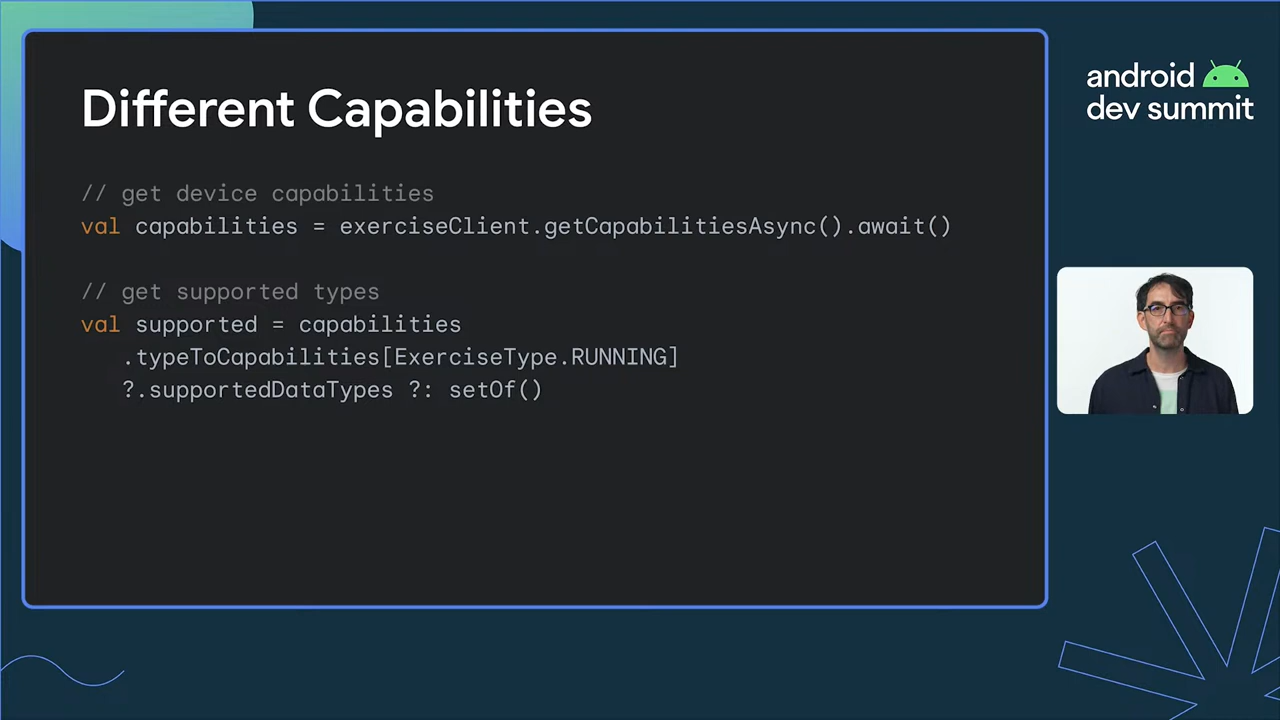 Different Capabilities
// get device capabilities
val capabilities = exerciseClient.getCapabilitiesAsync().await()
// get supported types
val supported = capabilities
.typeToCapabilities[ExerciseType.RUNNING]
?.supportedDataTypes ?: setOf()
android
dev summit